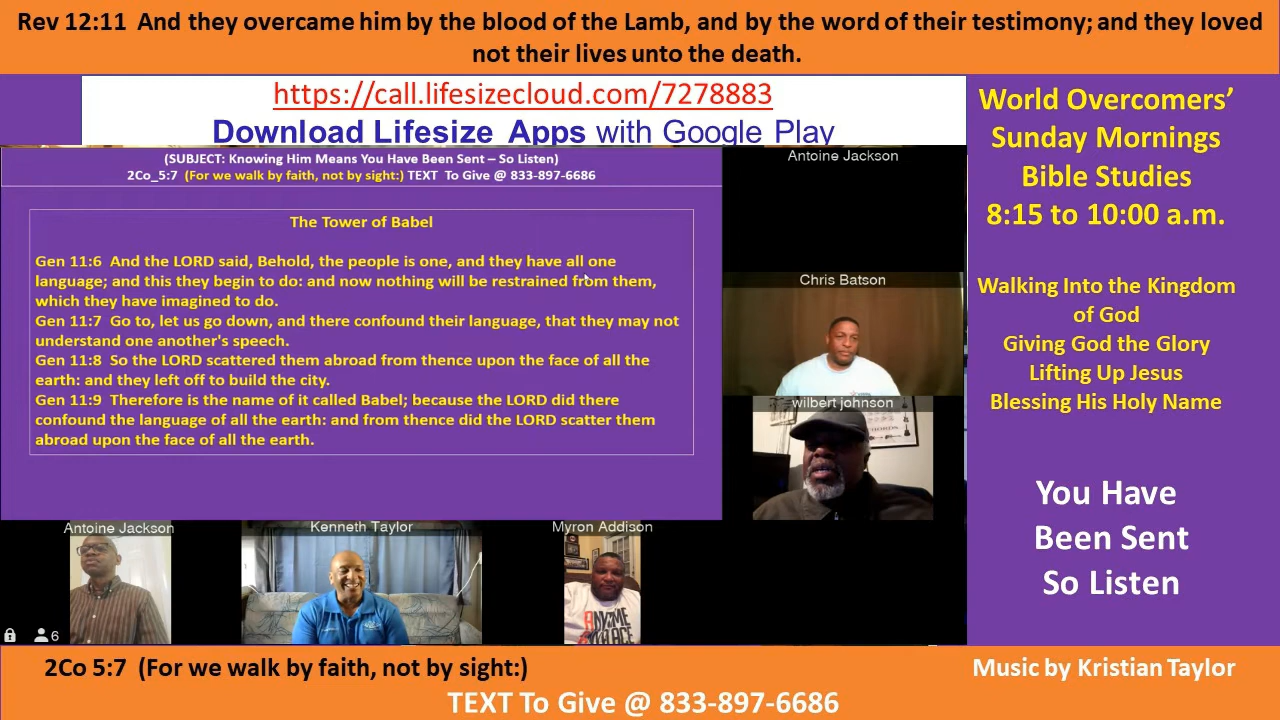 Rev 12:11  And they overcame him by the blood of the Lamb, and by the word of their testimony; and they loved
not their lives unto the death.
https://call.lifesizecloud.com/7278883
Download Lifesize Apps with Google Play
(SUBJECT: Knowing Him Means You Have Been Sent – So Listen)
2Co_5:7 (For we walk by faith, not by sight:) TEXT To Give @ 833-897-6686
The Tower of Babel
Gen 11:6 And the LORD said, Behold, the people is one, and they have all one
language; and this they begin to do: and now nothing will be restrained from them,
which they have imagined to do.
Gen 11:7 Go to, let us go down, and there confound their language, that they may not
understand one another's speech.
Gen 11:8 So the LORD scattered them abroad from thence upon the face of all the
earth: and they left off to build the city.
Gen 11:9 Therefore is the name of it called Babel; because the LORD did there
confound the language of all the earth: and from thence did the LORD scatter them
abroad upon the face of all the earth.
Antoine Jackson
Chris Batson
wilbert johnson
Antoine Jackson
Kenneth Taylor
Myron Addison
6
World Overcomers’
Sunday Mornings
Bible Studies
8:15 to 10:00 a.m.
Walking Into the Kingdom
of God
Giving God the Glory
Lifting Up Jesus
Blessing His Holy Name
You Have
Been Sent
So Listen
2Co 5:7 (For we walk by faith, not by sight:)
Music by Kristian Taylor
TEXT To Give @ 833-897-6686